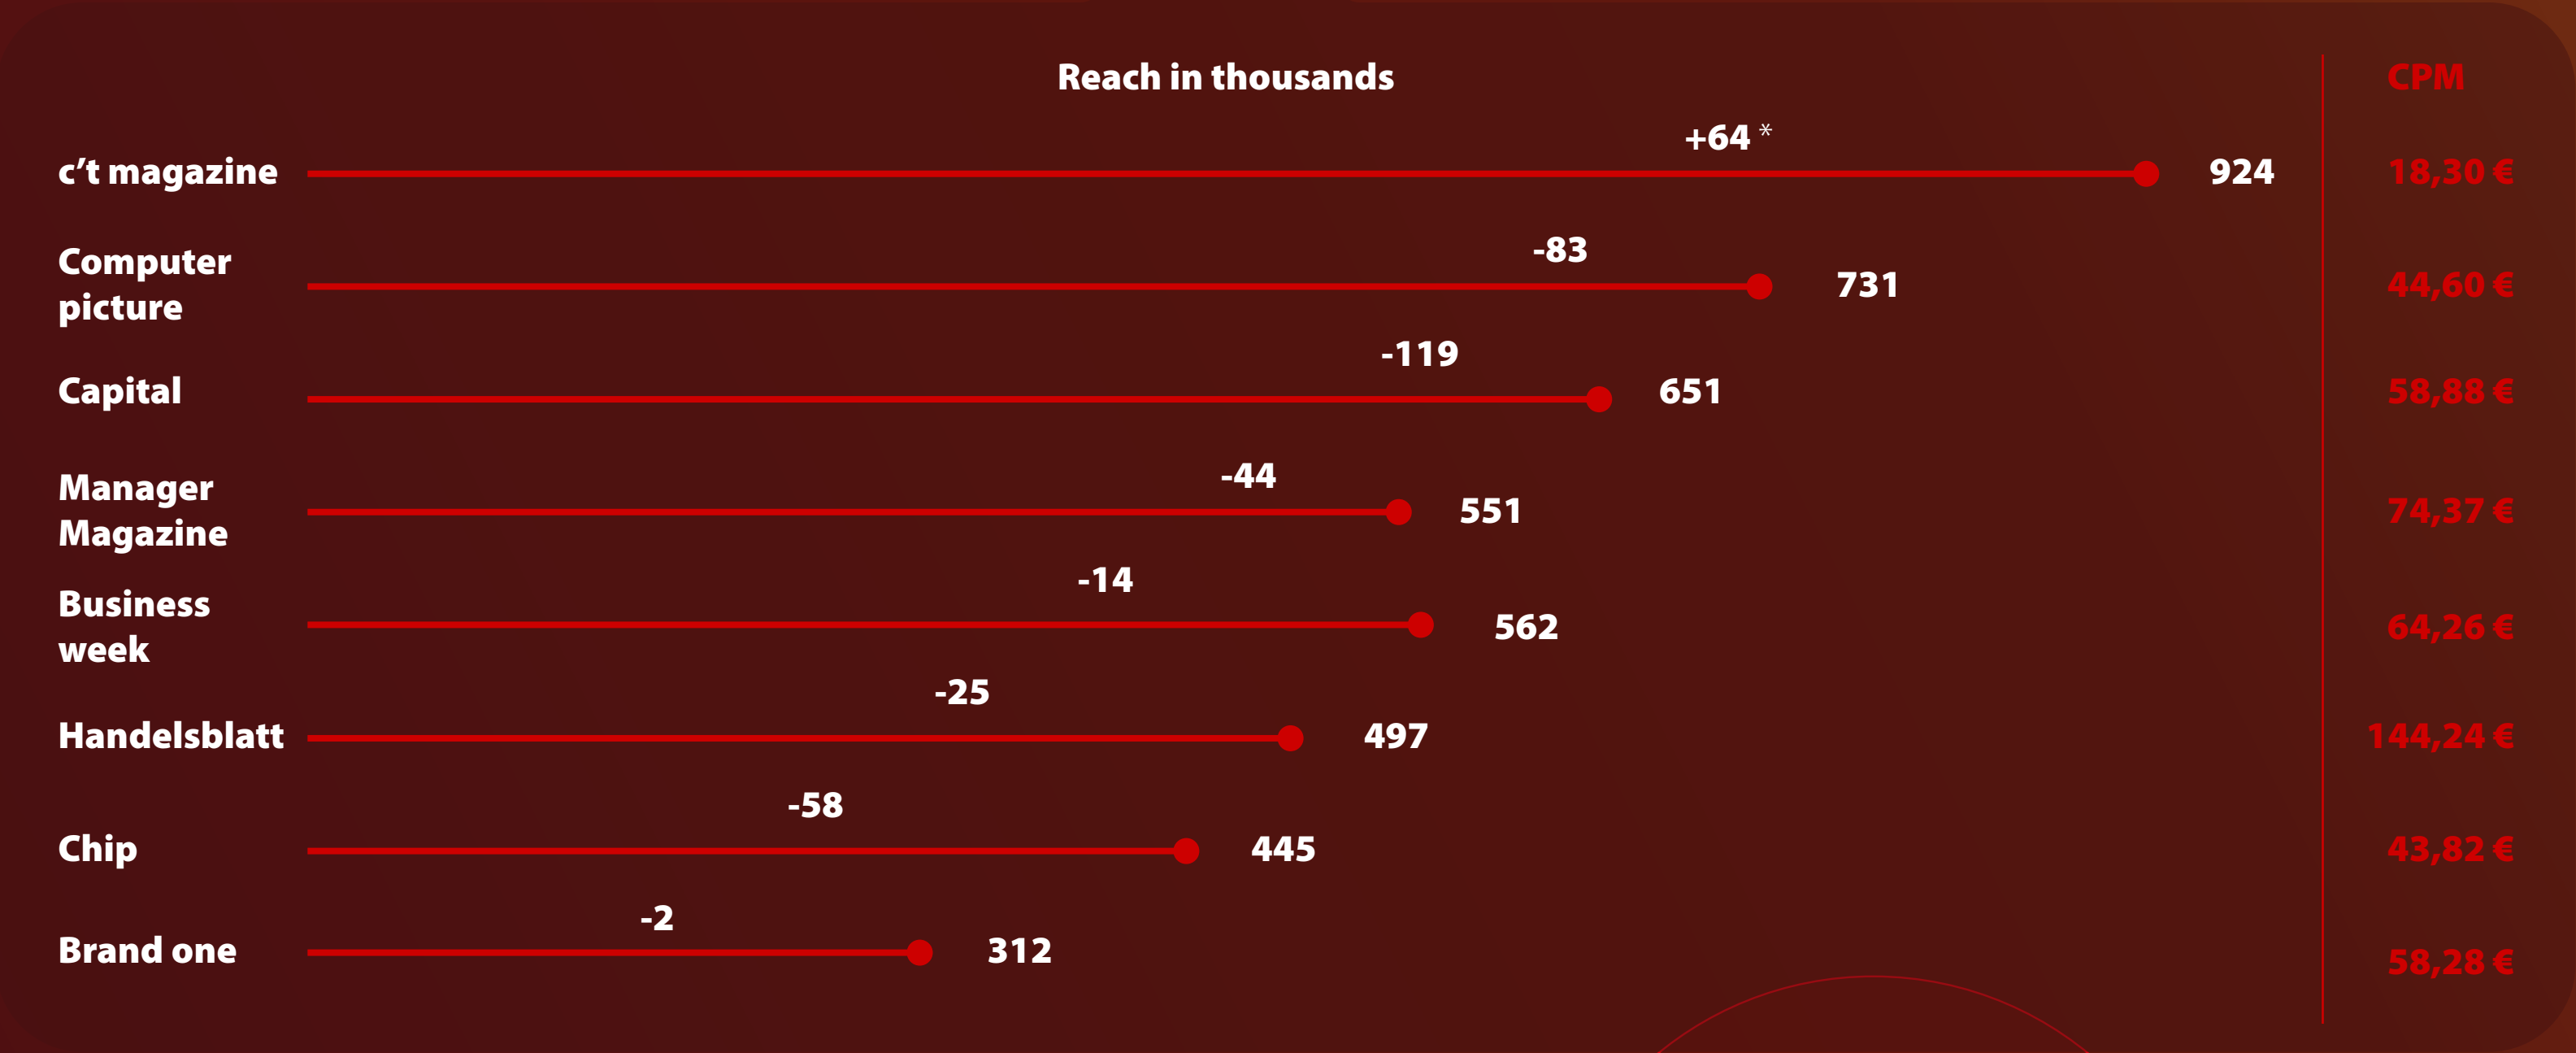 Reach in thousands
CPM
+64 *
c’t magazine
924
18,30 €
-83
Computer
picture
731
44,60 €
-119
Capital
651
58,88 €
-44
Manager
Magazine
551
74,37 €
-14
Business
week
562
64,26 €
-25
Handelsblatt
497
144,24 €
-58
Chip
445
43,82 €
-2
Brand one
312
58,28 €